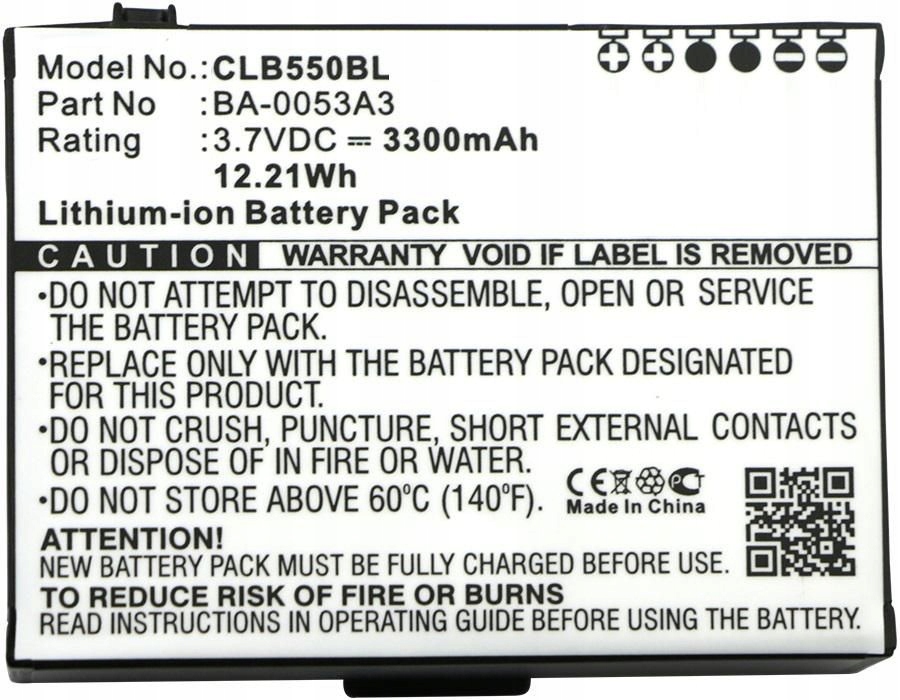 Model No.:CLB550BL
Part No :BA-0053A3
Rating :3.7VDC ⎓ 3300mAh
12.21Wh
Lithium-ion Battery Pack
CAUTION WARRANTY VOID IF LABEL IS REMOVED
•DO NOT ATTEMPT TO DISASSEMBLE, OPEN OR SERVICE
THE BATTERY PACK.
•REPLACE ONLY WITH THE BATTERY PACK DESIGNATED
FOR THIS PRODUCT.
•DO NOT CRUSH, PUNCTURE, SHORT EXTERNAL CONTACTS
OR DISPOSE OF IN FIRE OR WATER.
•DO NOT STORE ABOVE 60°C (140°F).
CE
Made In China
ATTENTION!
NEW BATTERY PACK MUST BE FULLY CHARGED BEFORE USE.
TO REDUCE RISK OF FIRE OR BURNS
READ INSTRUCTIONS IN OPERATING GUIDE BEFORE USING THE BATTERY.